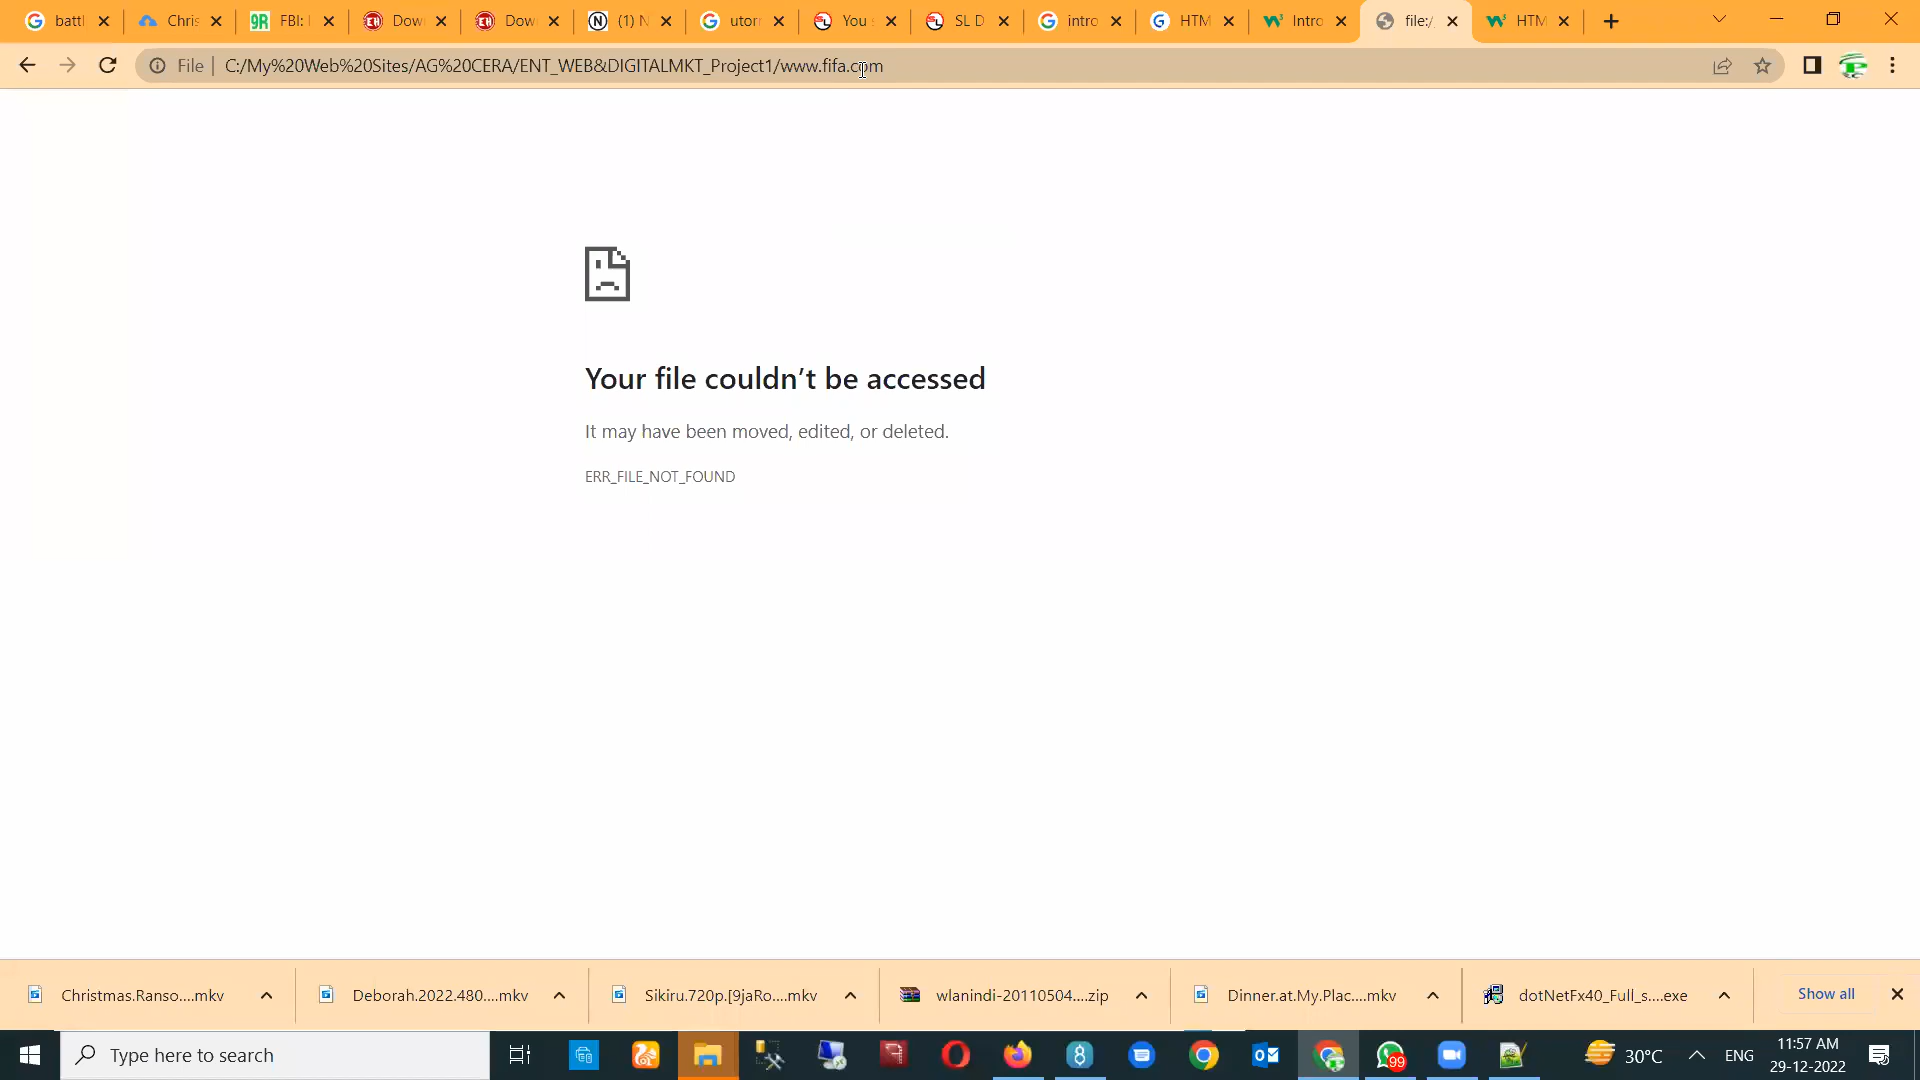 battl Chris FBI: Dow Dow (1) N utor You SL D intro HTM Intro file:/ HTM
File C:/My%20Web%20Sites/AG%20CERA/ENT_WEB&DIGITALMKT_Project1/www.fifa.com
Your file couldn’t be accessed
It may have been moved, edited, or deleted.
ERR_FILE_NOT_FOUND
Christmas.Ranso....mkv Deborah.2022.480....mkv Sikiru.720p.[9jaRo....mkv wlanindi-20110504....zip Dinner.at.My.Plac....mkv dotNetFx40_Full_s....exe Show all
Type here to search 99 30°C ENG 11:57 AM
29-12-2022